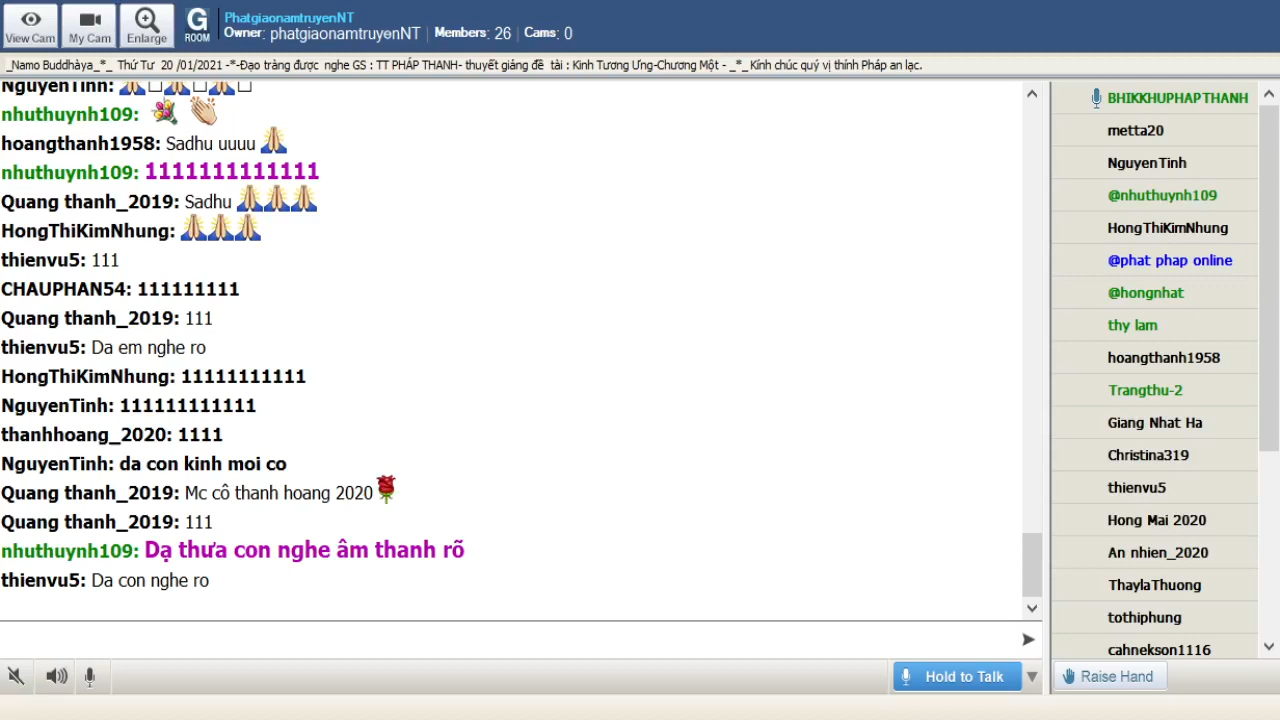 View Cam
My Cam
Enlarge
G
ROOM
PhatgiaonamtruyenNT
Owner: phatgiaonamtruyenNT | Members: 26 | Cams: 0
_Namo Buddhàya_*_ Thứ Tư 20 /01/2021 -*-Đạo tràng được nghe GS : TT PHÁP THANH- thuyết giảng đề tài : Kinh Tương Ưng-Chương Một - _*_Kính chúc quý vị thính Pháp an lạc.
NguyenTinh: 🙏□🙏□🙏□
nhuthuynh109: 💐 👏
hoangthanh1958: Sadhu uuuu 🙏
nhuthuynh109: 1111111111111
Quang thanh_2019: Sadhu 🙏🙏🙏
HongThiKimNhung: 🙏🙏🙏
thienvu5: 111
CHAUPHAN54: 111111111
Quang thanh_2019: 111
thienvu5: Da em nghe ro
HongThiKimNhung: 11111111111
NguyenTinh: 111111111111
thanhhoang_2020: 1111
NguyenTinh: da con kinh moi co
Quang thanh_2019: Mc cô thanh hoang 2020🌹
Quang thanh_2019: 111
nhuthuynh109: Dạ thưa con nghe âm thanh rõ
thienvu5: Da con nghe ro
BHIKKHUPHAPTHANH
metta20
NguyenTinh
@nhuthuynh109
HongThiKimNhung
@phat phap online
@hongnhat
thy lam
hoangthanh1958
Trangthu-2
Giang Nhat Ha
Christina319
thienvu5
Hong Mai 2020
An nhien_2020
ThaylaThuong
tothiphung
cahnekson1116
Hold to Talk
Raise Hand